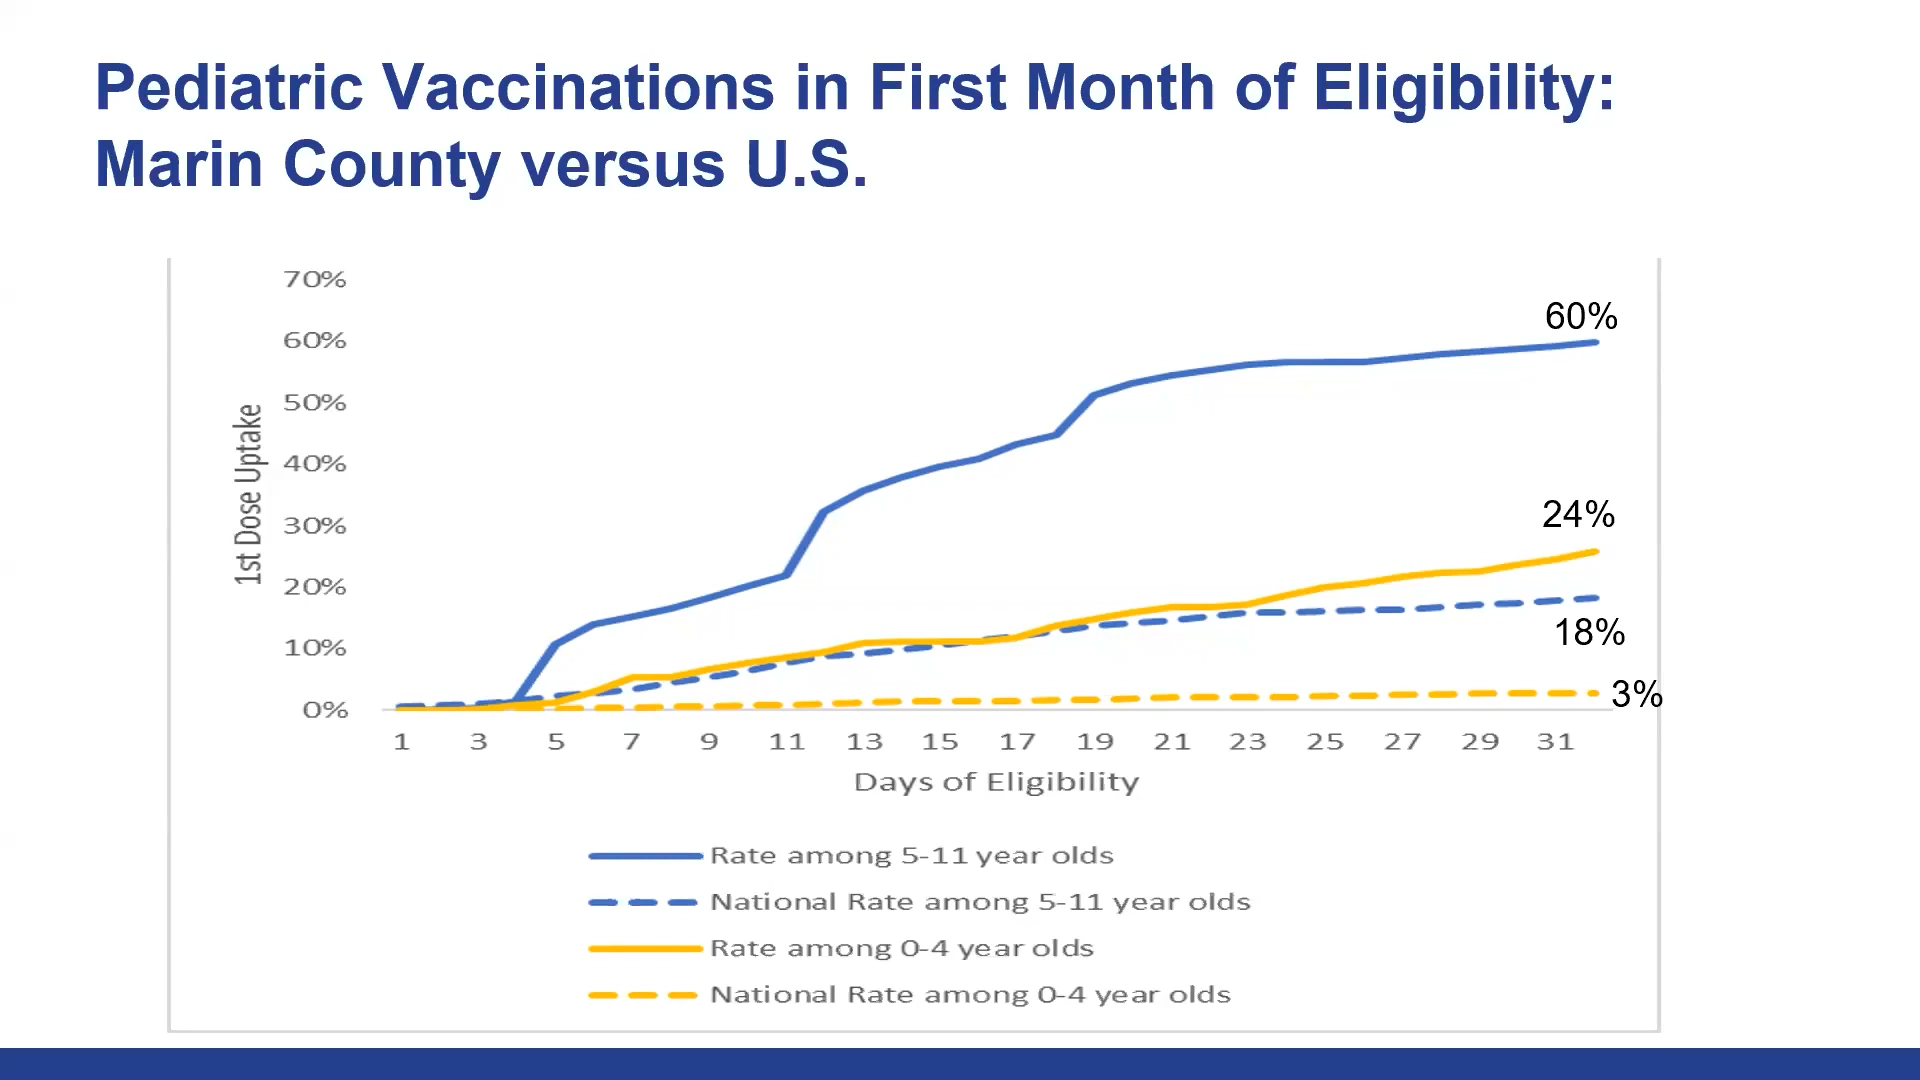 Pediatric Vaccinations in First Month of Eligibility:
Marin County versus U.S.
70%
60%
50%
40%
30%
20%
10%
0%
1st Dose Uptake
60%
24%
18%
3%
1 3 5 7 9 11 13 15 17 19 21 23 25 27 29 31
Days of Eligibility
Rate among 5-11 year olds
National Rate among 5-11 year olds
Rate among 0-4 year olds
National Rate among 0-4 year olds